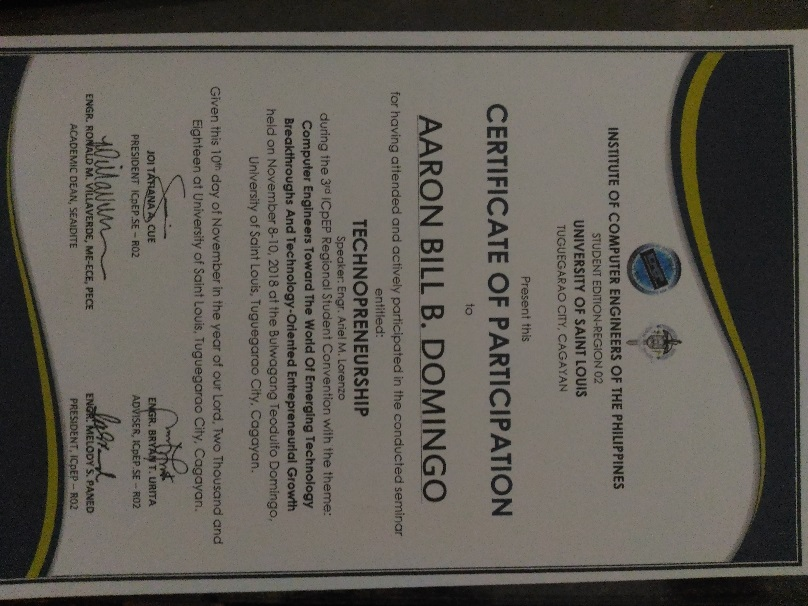 INSTITUTE OF COMPUTER ENGINEERS OF THE PHILIPPINES
STUDENT EDITION-REGION 02
UNIVERSITY OF SAINT LOUIS
TUGUEGARAO CITY, CAGAYAN
Present this
CERTIFICATE OF PARTICIPATION
to
AARON BILL B. DOMINGO
for having attended and actively participated in the conducted seminar
entitled:
TECHNOPRENEURSHIP
Speaker: Engr. Ariel M. Lorenzo
during the 3rd ICpEP Regional Student Convention with the theme:
Computer Engineers Toward The World Of Emerging Technology
Breakthroughs And Technology-Oriented Entrepreneurial Growth
held on November 8-10, 2018 at the Bulwagang Teodulfo Domingo,
University of Saint Louis, Tuguegarao City, Cagayan.
Given this 10th day of November in the year of our Lord, Two Thousand and
Eighteen at University of Saint Louis, Tuguegarao City, Cagayan.
JOI TATIANA A. CUE
PRESIDENT ICpEP.SE – R02
ENGR. BRYAN T. URITA
ADVISER, ICpEP.SE – R02
ENGR. RONALD M. VILLAVERDE, ME-ECE, PECE
ACADEMIC DEAN, SEAIDITE
ENGR. MELODY S. PANED
PRESIDENT, ICpEP – R02